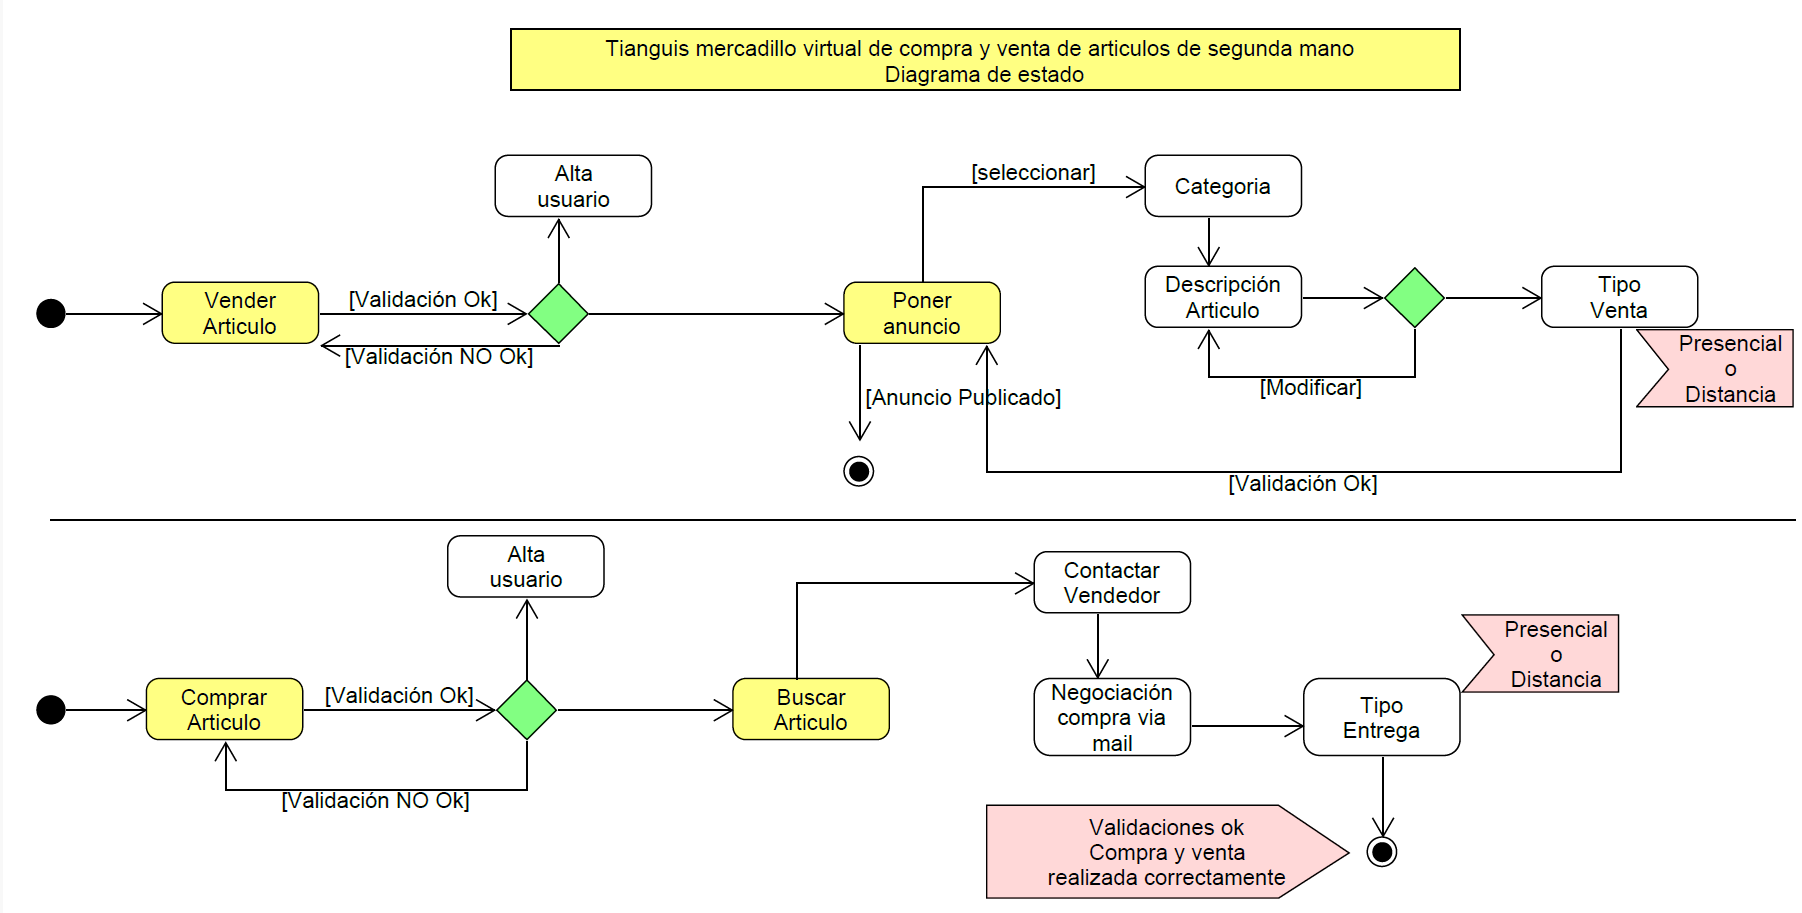 Tianguis mercadillo virtual de compra y venta de articulos de segunda mano
Diagrama de estado
Alta
usuario
[seleccionar]
Categoria
Vender
Articulo
[Validación Ok]
[Validación NO Ok]
Poner
anuncio
Descripción
Articulo
Tipo
Venta
Presencial
o
Distancia
[Modificar]
[Anuncio Publicado]
[Validación Ok]
Alta
usuario
Contactar
Vendedor
Presencial
o
Distancia
Comprar
Articulo
[Validación Ok]
Buscar
Articulo
Negociación
compra via
mail
Tipo
Entrega
[Validación NO Ok]
Validaciones ok
Compra y venta
realizada correctamente